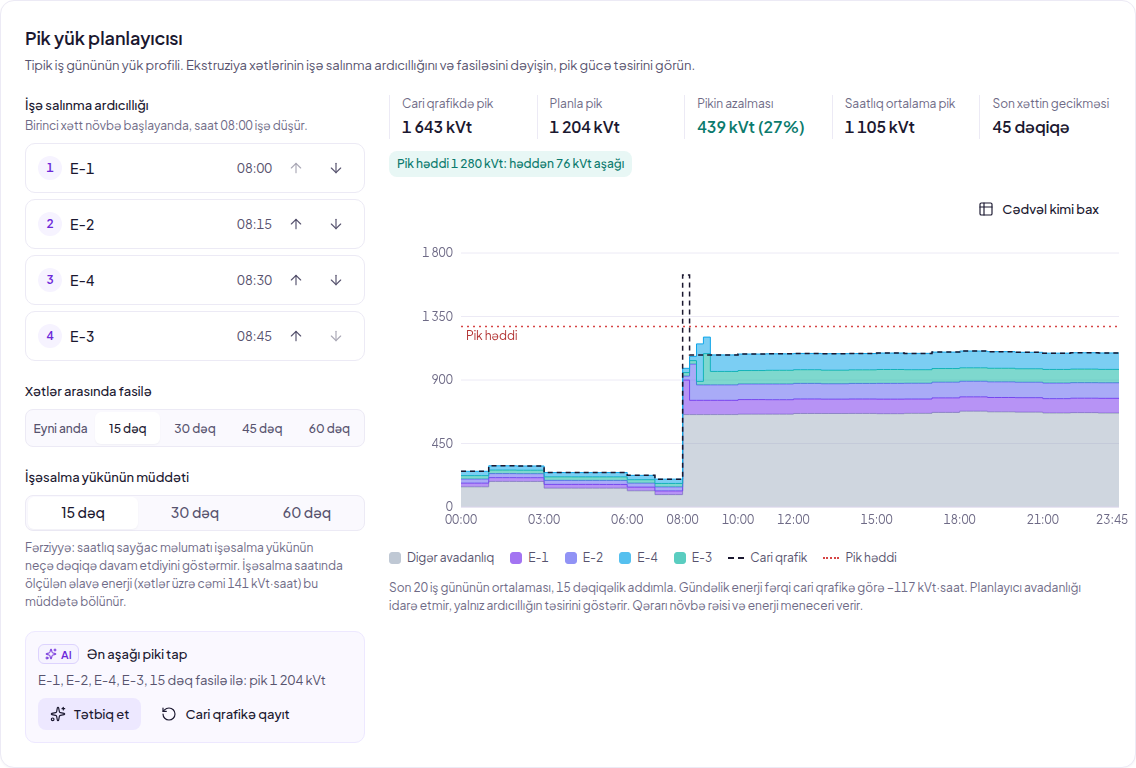 Pik yük planlayıcısı
Tipik iş gününün yük profili. Ekstruziya xətlərinin işə salınma ardıcıllığını və fasiləsini dəyişin, pik gücə təsirini görün.
İşə salınma ardıcıllığı
Birinci xətt növbə başlayanda, saat 08:00 işə düşür.
1 E-1 08:00
2 E-2 08:15
3 E-4 08:30
4 E-3 08:45
Xətlər arasında fasilə
Eyni anda 15 dəq 30 dəq 45 dəq 60 dəq
İşəsalma yükünün müddəti
15 dəq 30 dəq 60 dəq
Fərziyyə: saatlıq sayğac məlumatı işəsalma yükünün
neçə dəqiqə davam etdiyini göstərmir. İşəsalma saatında
ölçülən əlavə enerji (xətlər üzrə cəmi 141 kVt·saat) bu
müddətə bölünür.
AI Ən aşağı piki tap
E-1, E-2, E-4, E-3, 15 dəq fasilə ilə: pik 1 204 kVt
Tətbiq et Cari qrafikə qayıt
Cari qrafikdə pik
1 643 kVt
Planla pik
1 204 kVt
Pikin azalması
439 kVt (27%)
Saatlıq ortalama pik
1 105 kVt
Son xəttin gecikməsi
45 dəqiqə
Pik həddi 1 280 kVt: həddən 76 kVt aşağı
Cədvəl kimi bax
1 800
1 350
Pik həddi
900
450
0
00:00 03:00 06:00 08:00 10:00 12:00 15:00 18:00 21:00 23:45
Digər avadanlıq E-1 E-2 E-4 E-3 Cari qrafik Pik həddi
Son 20 iş gününün ortalaması, 15 dəqiqəlik addımla. Gündəlik enerji fərqi cari qrafikə görə −117 kVt·saat. Planlayıcı avadanlığı
idarə etmir, yalnız ardıcıllığın təsirini göstərir. Qərarı növbə rəisi və enerji meneceri verir.